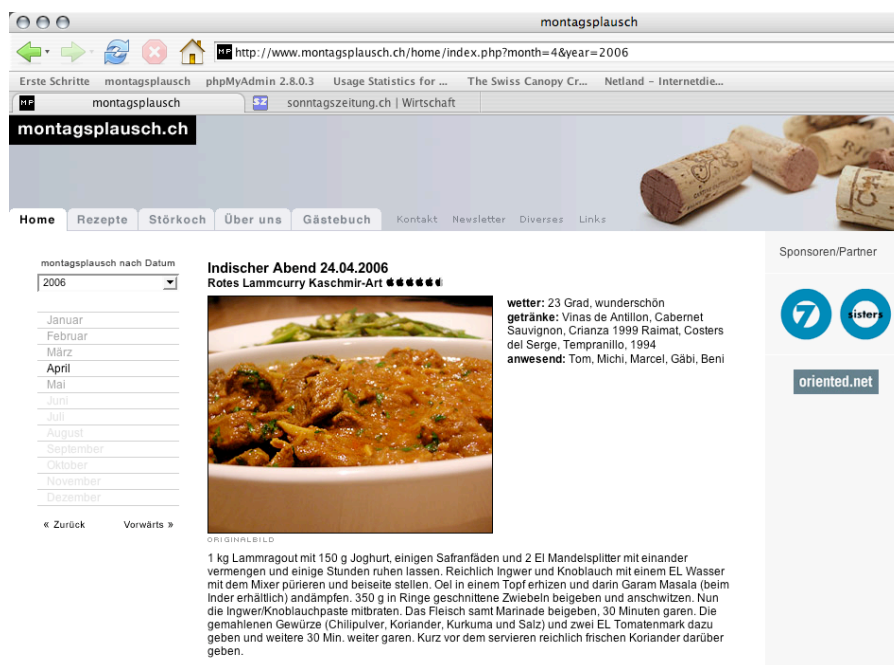 montagsplausch
MP http://www.montagsplausch.ch/home/index.php?month=4&year=2006
Erste Schritte montagsplausch phpMyAdmin 2.8.0.3 Usage Statistics for ... The Swiss Canopy Cr... Netland – Internetdie...
MP montagsplausch SZ sonntagszeitung.ch | Wirtschaft
montagsplausch.ch
Home Rezepte Störkoch Über uns Gästebuch Kontakt Newsletter Diverses Links
montagsplausch nach Datum
2006
Januar
Februar
März
April
Mai
Juni
Juli
August
September
Oktober
November
Dezember
« Zurück Vorwärts »
Indischer Abend 24.04.2006
Rotes Lammcurry Kaschmir-Art
wetter: 23 Grad, wunderschön
getränke: Vinas de Antillon, Cabernet
Sauvignon, Crianza 1999 Raimat, Costers
del Serge, Tempranillo, 1994
anwesend: Tom, Michi, Marcel, Gäbi, Beni
ORIGINALBILD
1 kg Lammragout mit 150 g Joghurt, einigen Safranfäden und 2 El Mandelsplitter mit einander
vermengen und einige Stunden ruhen lassen. Reichlich Ingwer und Knoblauch mit einem EL Wasser
mit dem Mixer pürieren und beiseite stellen. Oel in einem Topf erhizen und darin Garam Masala (beim
Inder erhältlich) andämpfen. 350 g in Ringe geschnittene Zwiebeln beigeben und anschwitzen. Nun
die Ingwer/Knoblauchpaste mitbraten. Das Fleisch samt Marinade beigeben, 30 Minuten garen. Die
gemahlenen Gewürze (Chilipulver, Koriander, Kurkuma und Salz) und zwei EL Tomatenmark dazu
geben und weitere 30 Min. weiter garen. Kurz vor dem servieren reichlich frischen Koriander darüber
geben.
Sponsoren/Partner
7 sisters
oriented.net